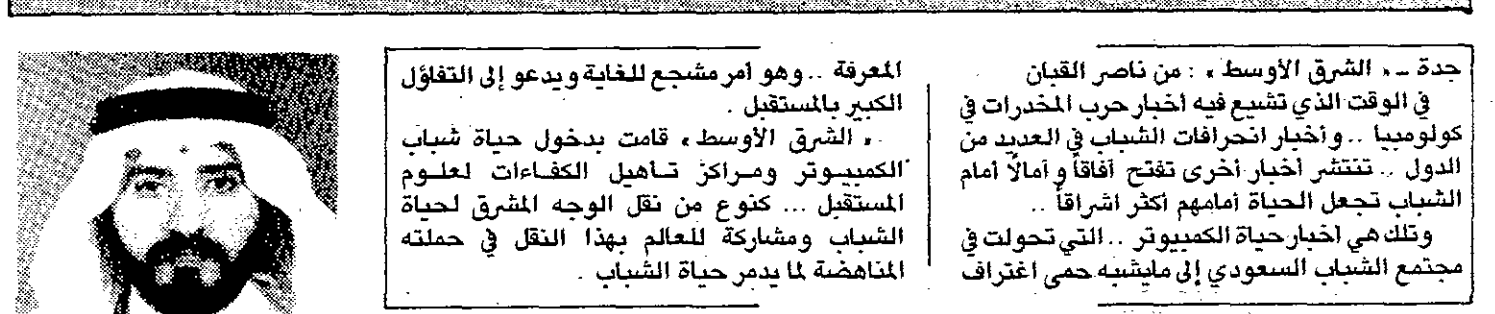 جدة ـ « الشرق الأوسط » : من ناصر القبان
في الوقت الذي تشيع فيه أخبار حرب المخدرات في
كولومبيا .. وأخبار انحرافات الشباب في العديد من
الدول .. تنتشر أخبار أخرى تفتح آفاقاً و آمالاً أمام
الشباب تجعل الحياة أمامهم أكثر اشراقاً ..
وتلك هي أخبار حياة الكمبيوتر .. التي تحولت في
مجتمع الشباب السعودي إلى مايشبه حمى اغتراف
المعرفة .. وهو أمر مشجع للغاية ويدعو إلى التفاؤل
الكبير بالمستقبل .
« الشرق الأوسط » قامت بدخول حياة شباب
الكمبيوتر ومراكز تأهيل الكفاءات لعلوم
المستقبل ... كنوع من نقل الوجه المشرق لحياة
الشباب ومشاركة للعالم بهذا النقل في حملته
المناهضة لما يدمر حياة الشباب .